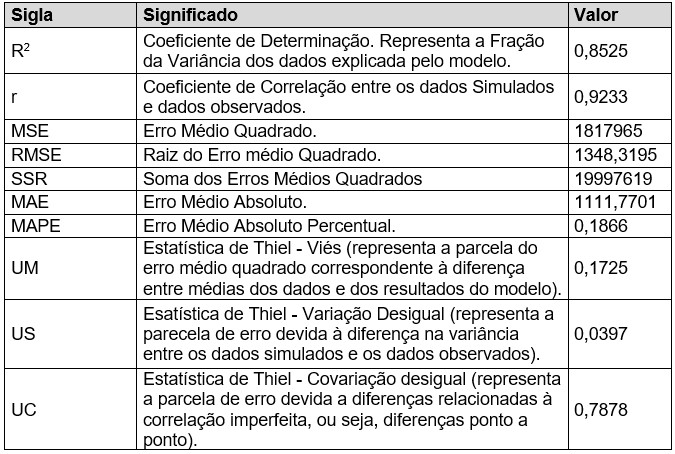 Sigla Significado Valor
R² Coeficiente de Determinação. Representa a Fração
da Variância dos dados explicada pelo modelo. 0,8525
r Coeficiente de Correlação entre os dados Simulados
e dados observados. 0,9233
MSE Erro Médio Quadrado. 1817965
RMSE Raiz do Erro médio Quadrado. 1348,3195
SSR Soma dos Erros Médios Quadrados 19997619
MAE Erro Médio Absoluto. 1111,7701
MAPE Erro Médio Absoluto Percentual. 0,1866
UM Estatística de Thiel - Viés (representa a parcela do
erro médio quadrado correspondente à diferença 0,1725
entre médias dos dados e dos resultados do modelo).
US Esatística de Thiel - Variação Desigual (representa a
parecela de erro devida à diferença na variância 0,0397
entre os dados simulados e os dados observados).
UC Estatística de Thiel - Covariação desigual (representa
a parcela de erro devida a diferenças relacionadas à 0,7878
correlação imperfeita, ou seja, diferenças ponto a
ponto).